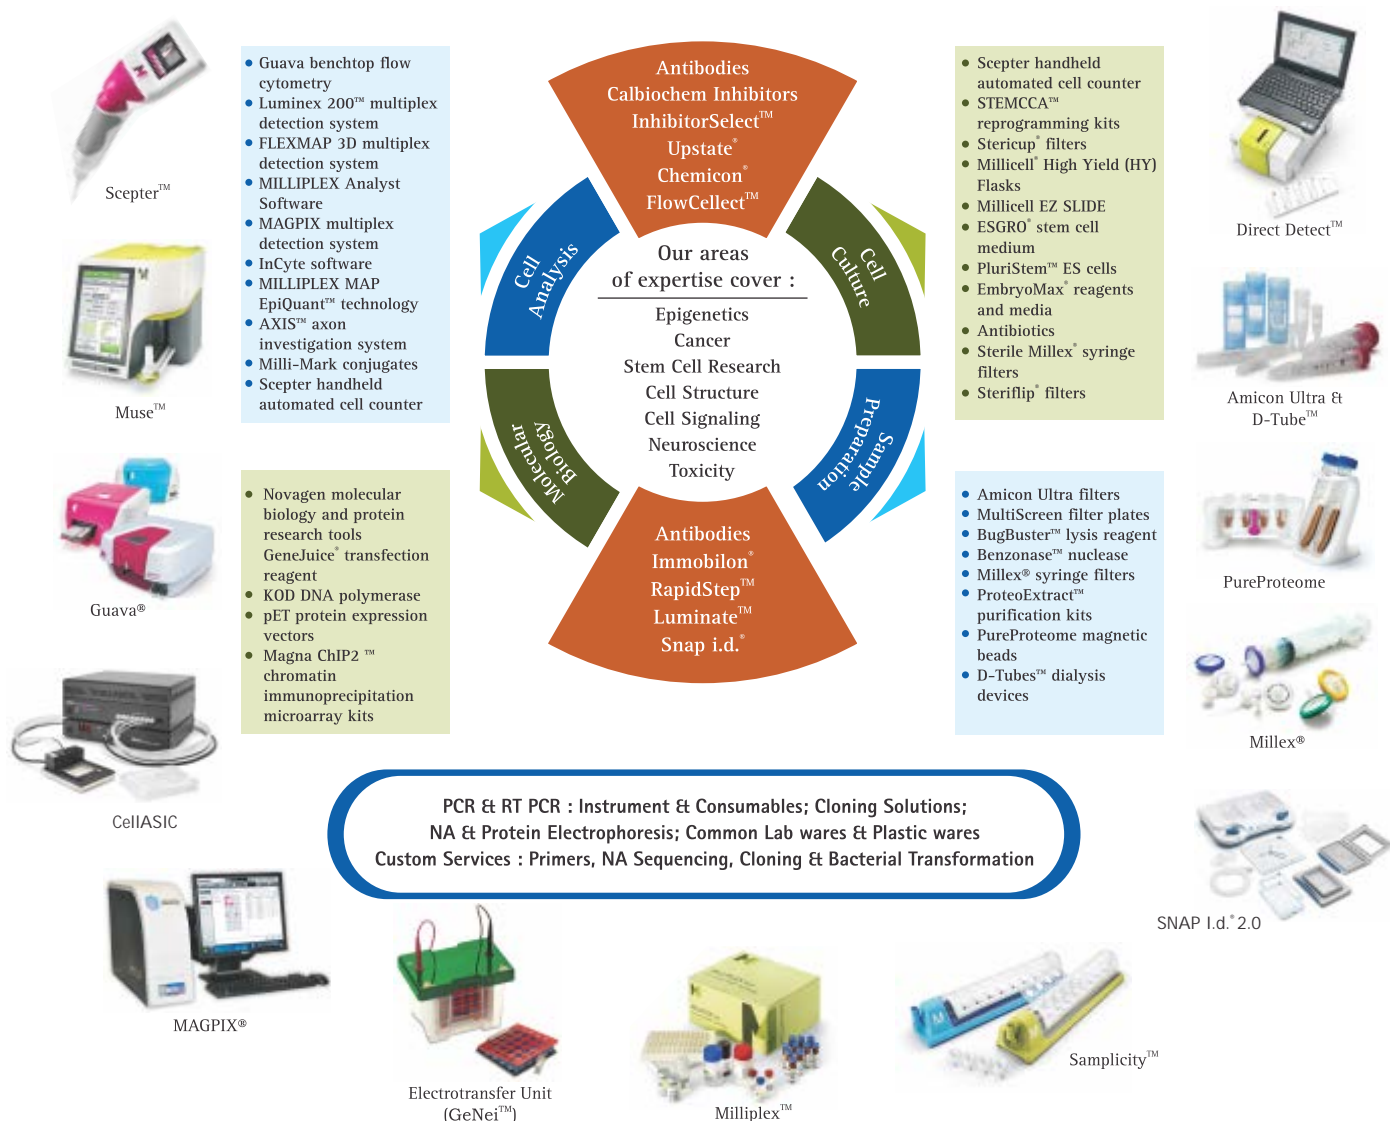 Scepter™
Muse™
Guava®
CellASIC
MAGPIX®
• Guava benchtop flow
cytometry
• Luminex 200™ multiplex
detection system
• FLEXMAP 3D multiplex
detection system
• MILLIPLEX Analyst
Software
• MAGPIX multiplex
detection system
• InCyte software
• MILLIPLEX MAP
EpiQuant™ technology
• AXIS™ axon
investigation system
• Milli-Mark conjugates
• Scepter handheld
automated cell counter
• Novagen molecular
biology and protein
research tools
GeneJuice® transfection
reagent
• KOD DNA polymerase
• pET protein expression
vectors
• Magna ChIP2 ™
chromatin
immunoprecipitation
microarray kits
Antibodies
Calbiochem Inhibitors
InhibitorSelect™
Upstate®
Chemicon®
FlowCellect™
Cell
Analysis
Cell
Culture
Our areas
of expertise cover :
Epigenetics
Cancer
Stem Cell Research
Cell Structure
Cell Signaling
Neuroscience
Toxicity
Molecular
Biology
Sample
Preparation
Antibodies
Immobilon®
RapidStep™
Luminate™
Snap i.d.®
• Scepter handheld
automated cell counter
• STEMCCA™
reprogramming kits
• Stericup® filters
• Millicell® High Yield (HY)
Flasks
• Millicell EZ SLIDE
• ESGRO® stem cell
medium
• PluriStem™ ES cells
• EmbryoMax® reagents
and media
• Antibiotics
• Sterile Millex® syringe
filters
• Steriflip® filters
• Amicon Ultra filters
• MultiScreen filter plates
• BugBuster™ lysis reagent
• Benzonase™ nuclease
• Millex® syringe filters
• ProteoExtract™
purification kits
• PureProteome magnetic
beads
• D-Tubes™ dialysis
devices
Direct Detect™
Amicon Ultra &
D-Tube™
PureProteome
Millex®
SNAP I.d.® 2.0
PCR & RT PCR : Instrument & Consumables; Cloning Solutions;
NA & Protein Electrophoresis; Common Lab wares & Plastic wares
Custom Services : Primers, NA Sequencing, Cloning & Bacterial Transformation
Electrotransfer Unit
(GeNei™)
Milliplex™
Samplicity™